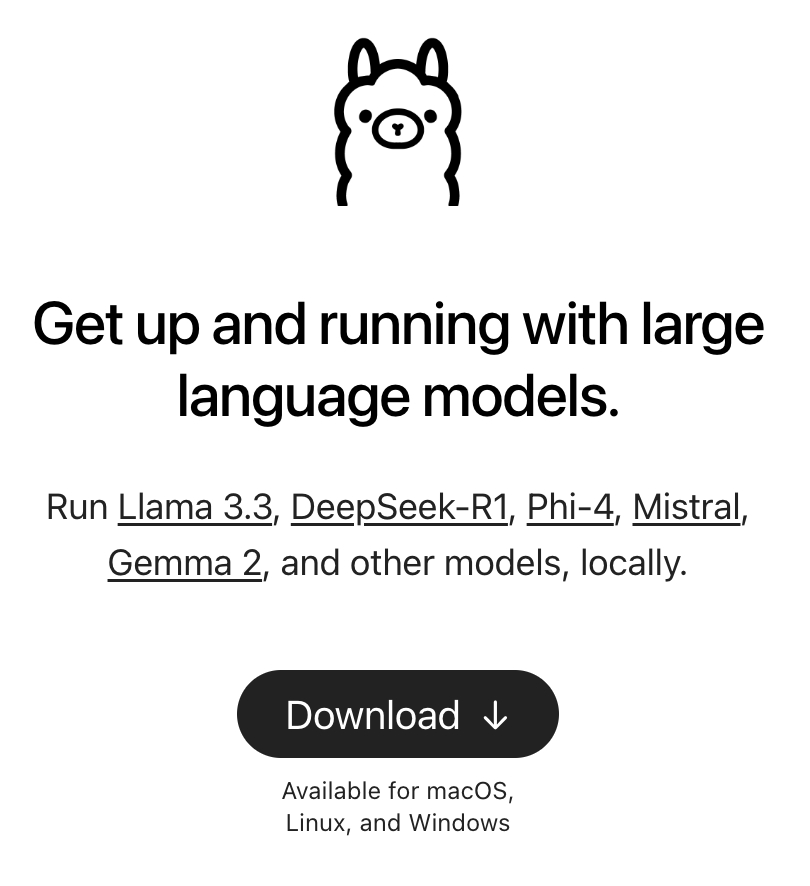 Get up and running with large
language models.
Run Llama 3.3, DeepSeek-R1, Phi-4, Mistral,
Gemma 2, and other models, locally.
Download ↓
Available for macOS,
Linux, and Windows